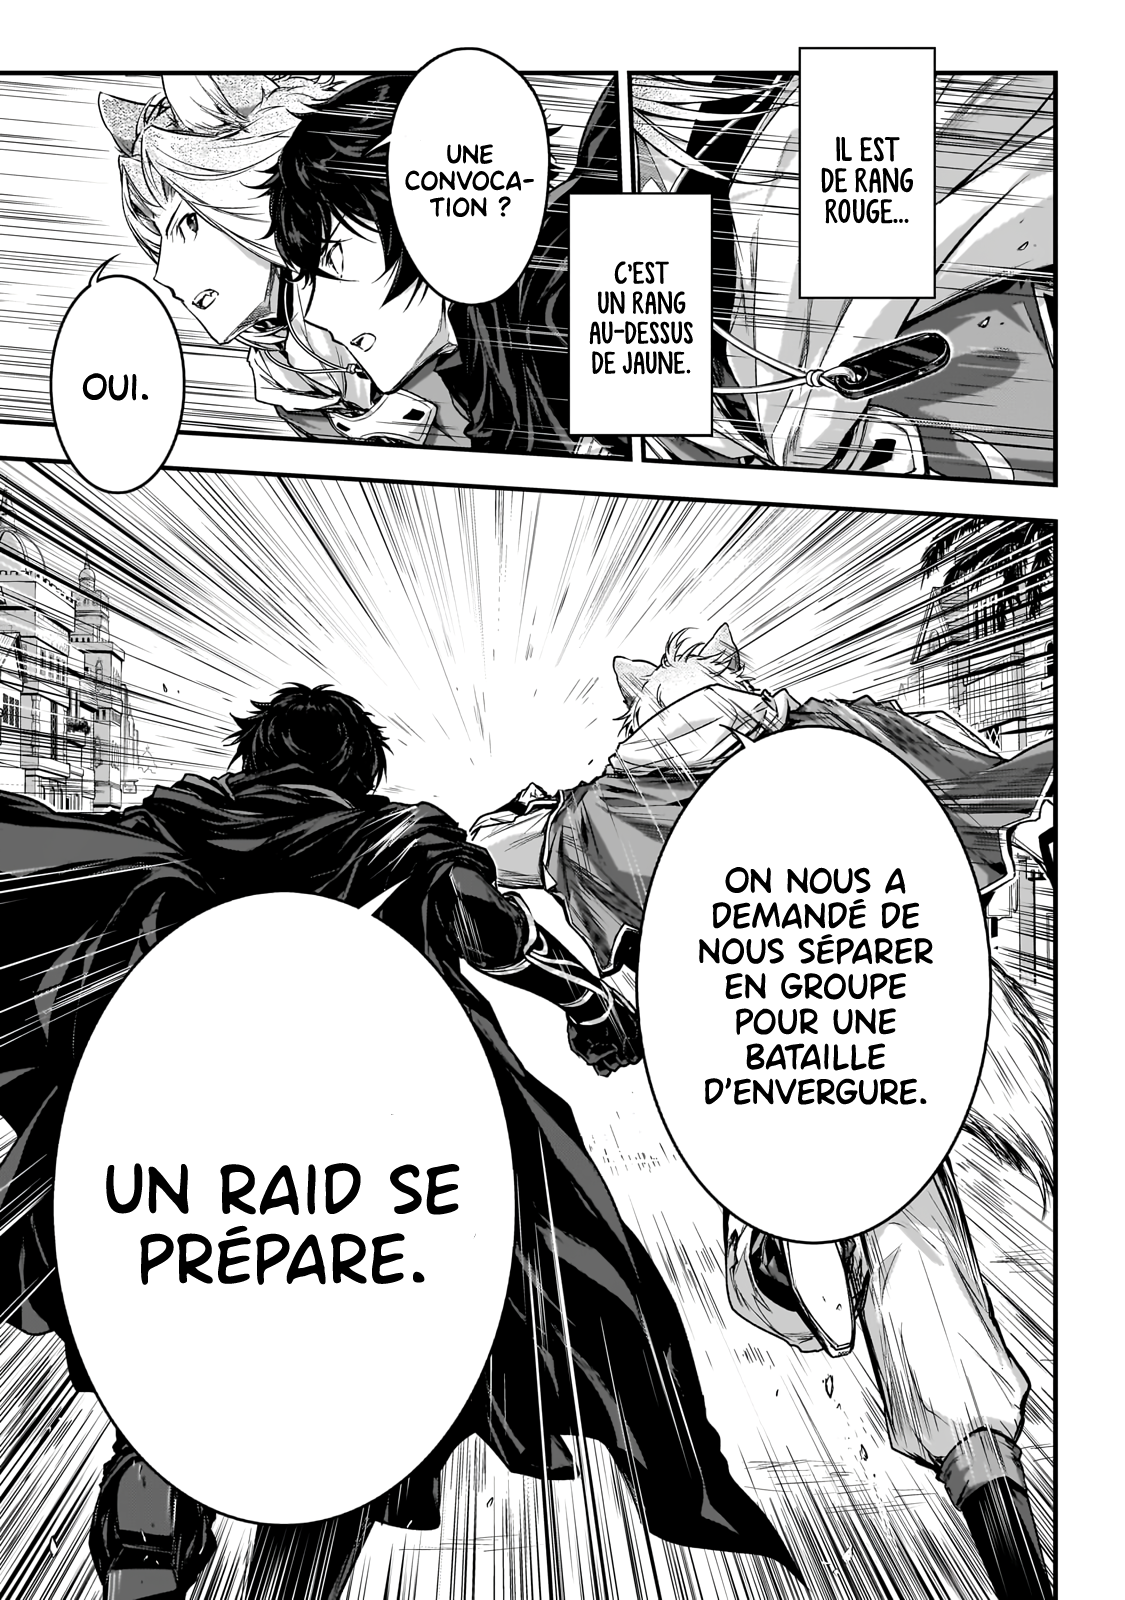 IL EST
DE RANG
ROUGE...
C'EST
UN RANG
AU-DESSUS
DE JAUNE.
UNE
CONVOCA-
TION ?
OUI.
ON NOUS A
DEMANDÉ DE
NOUS SÉPARER
EN GROUPE
POUR UNE
BATAILLE
D'ENVERGURE.
UN RAID SE
PRÉPARE.